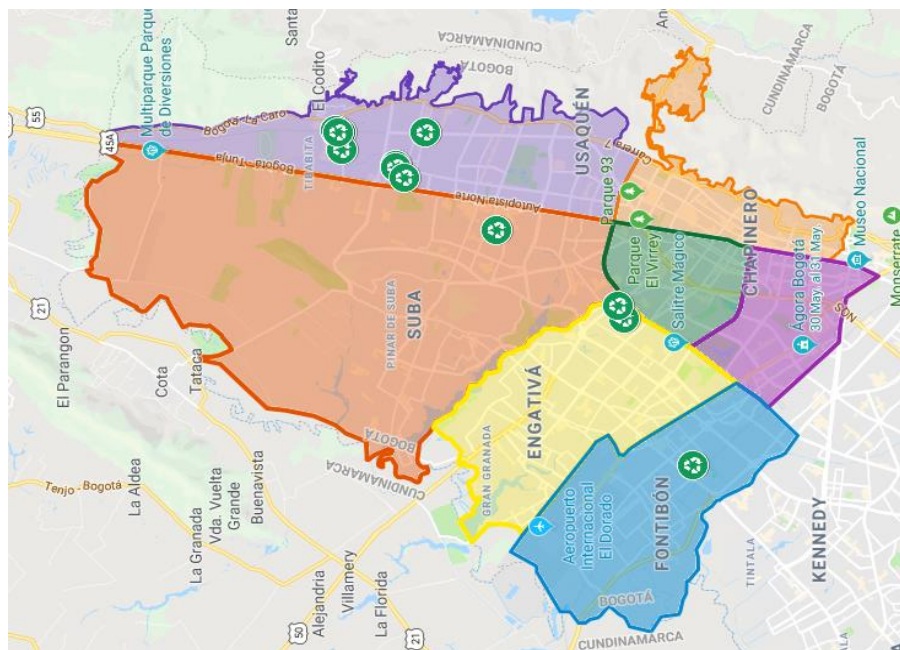 El Parangon
21
Cota
Tataca
La Aldea
Tenjo - Bogotá
La Granada
Vda. Vuelta
Grande
Buenavista
50
Alejandria
Villamery
La Florida
21
CUNDINAMARCA
BOGOTÁ
Santa
55
45A
Multiparque Parque
de Diversiones
El Codito
Bogotá - La Caro
TIBABITA
Bogotá - Tunja
CUNDINAMARCA
BOGOTÁ
Autopista Norte
PINAR DE SUBA
SUBA
USAQUÉN
Carrera 7
CUNDINAMARCA
BOGOTÁ
Parque 93
Parque
El Virrey
Salitre Mágico
CHAPINERO
Ágora Bogotá
30 May. al 31 May.
NQS
Museo Nacional
Monserrate
GRAN GRANADA
ENGATIVÁ
Aeropuerto
Internacional
El Dorado
FONTIBÓN
BOGOTÁ
CUNDINAMARCA
TINTALA
KENNEDY